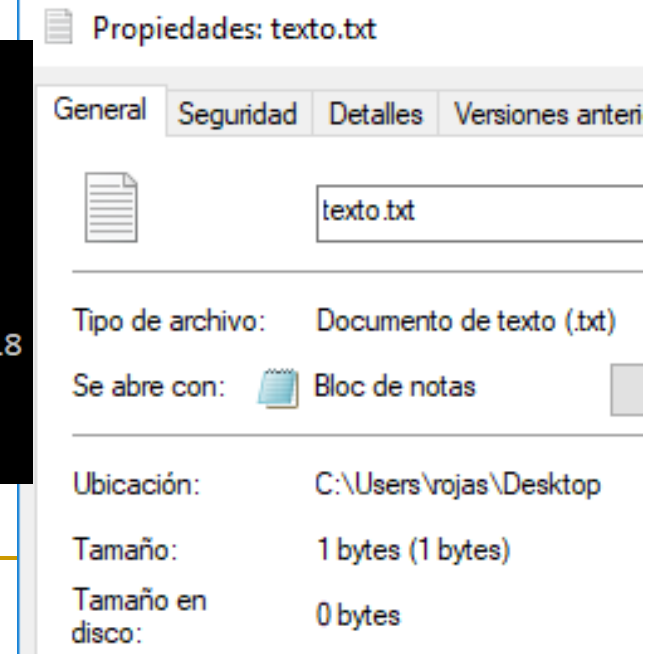 Propiedades: texto.txt
General Seguridad Detalles Versiones anteri
texto.txt
Tipo de archivo: Documento de texto (.txt)
.8
Se abre con: Bloc de notas
Ubicación: C:\Users\rojas\Desktop
Tamaño: 1 bytes (1 bytes)
Tamaño en disco: 0 bytes